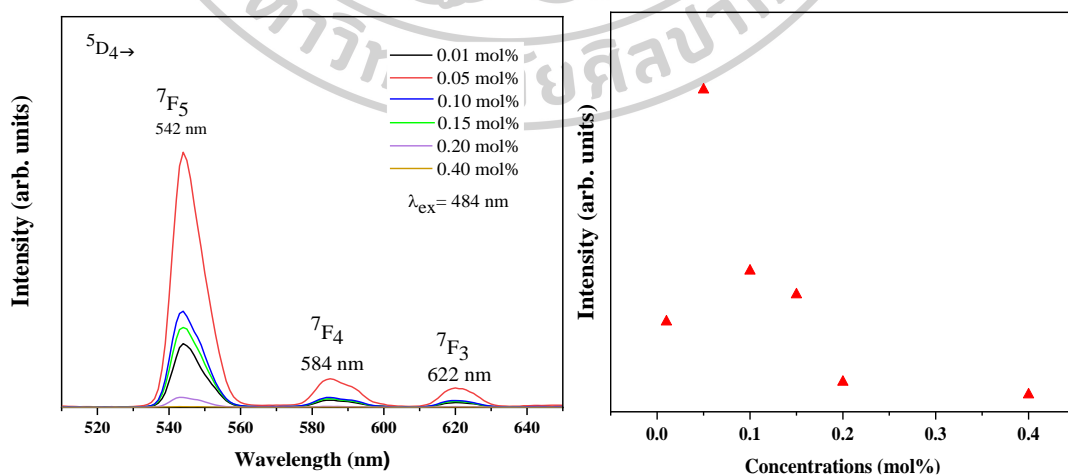 ⁵D₄→
⁷F₅
542 nm
0.01 mol%
0.05 mol%
0.10 mol%
0.15 mol%
0.20 mol%
0.40 mol%
λex= 484 nm
⁷F₄
584 nm
⁷F₃
622 nm
Intensity (arb. units)
520 540 560 580 600 620 640
Wavelength (nm)
Intensity (arb. units)
0.0 0.1 0.2 0.3 0.4
Concentrations (mol%)